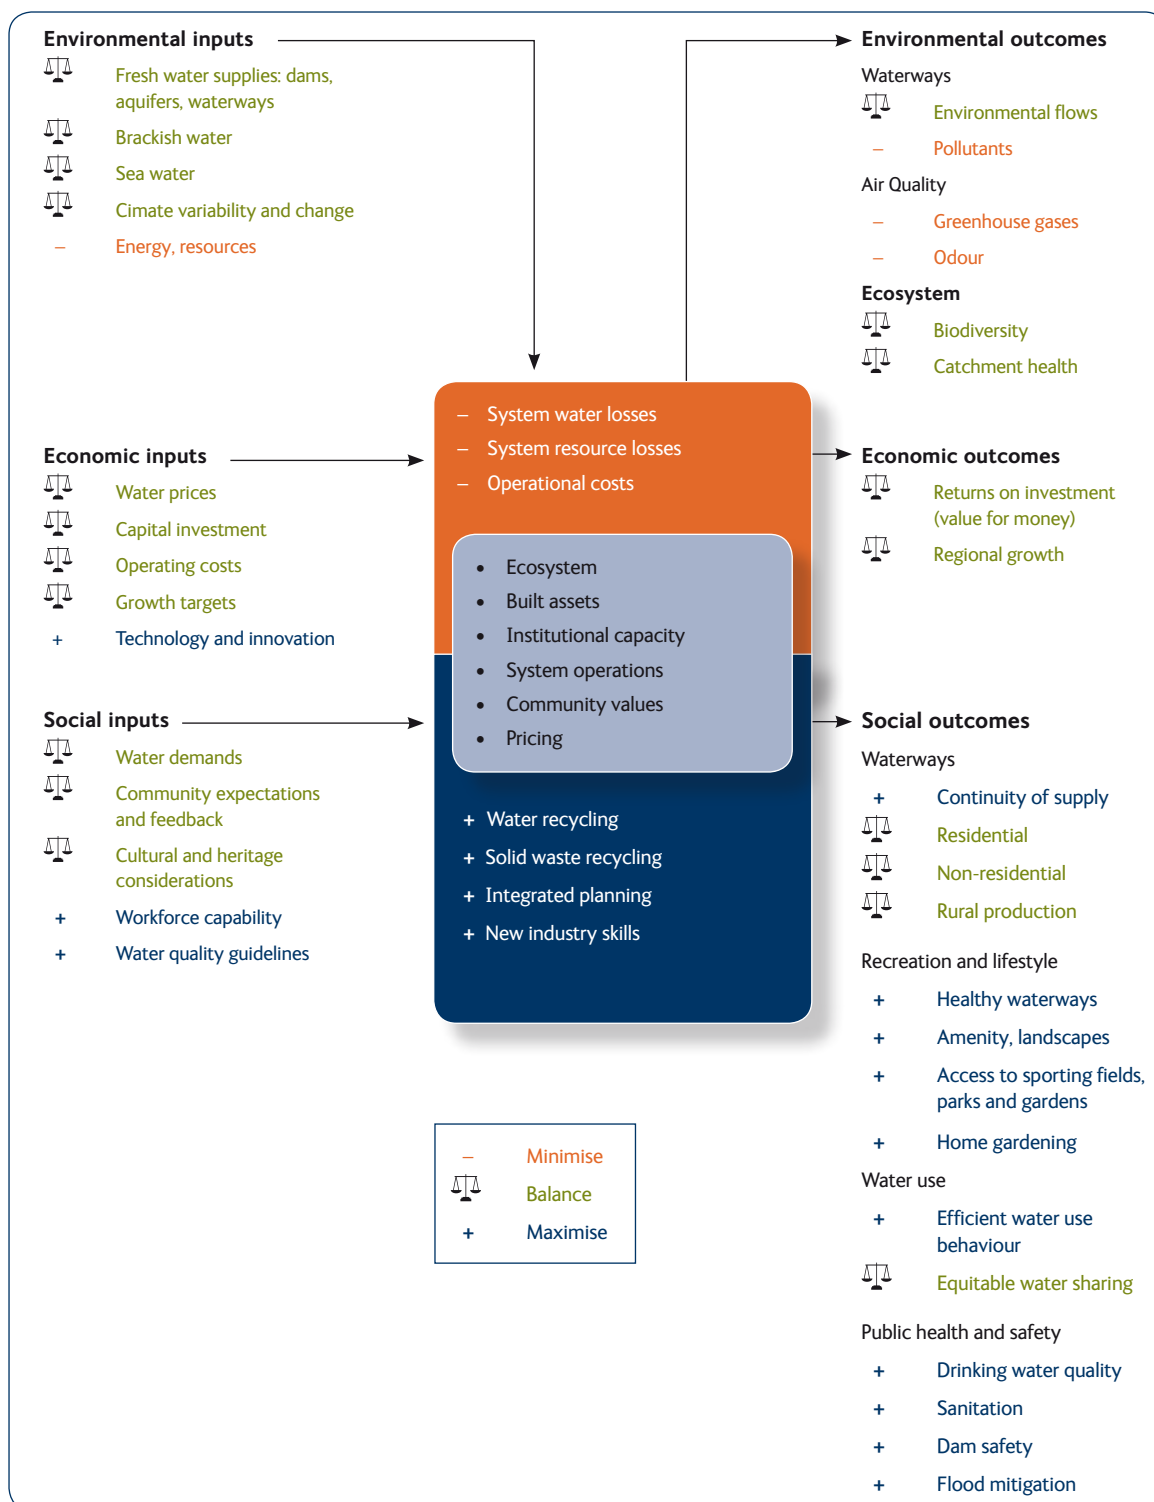 Environmental inputs
Fresh water supplies: dams,
aquifers, waterways
Brackish water
Sea water
Cimate variability and change
– Energy, resources
Economic inputs
Water prices
Capital investment
Operating costs
Growth targets
+ Technology and innovation
Social inputs
Water demands
Community expectations
and feedback
Cultural and heritage
considerations
+ Workforce capability
+ Water quality guidelines
– System water losses
– System resource losses
– Operational costs
• Ecosystem
• Built assets
• Institutional capacity
• System operations
• Community values
• Pricing
+ Water recycling
+ Solid waste recycling
+ Integrated planning
+ New industry skills
– Minimise
Balance
+ Maximise
Environmental outcomes
Waterways
Environmental flows
– Pollutants
Air Quality
– Greenhouse gases
– Odour
Ecosystem
Biodiversity
Catchment health
Economic outcomes
Returns on investment
(value for money)
Regional growth
Social outcomes
Waterways
+ Continuity of supply
Residential
Non-residential
Rural production
Recreation and lifestyle
+ Healthy waterways
+ Amenity, landscapes
+ Access to sporting fields,
parks and gardens
+ Home gardening
Water use
+ Efficient water use
behaviour
Equitable water sharing
Public health and safety
+ Drinking water quality
+ Sanitation
+ Dam safety
+ Flood mitigation